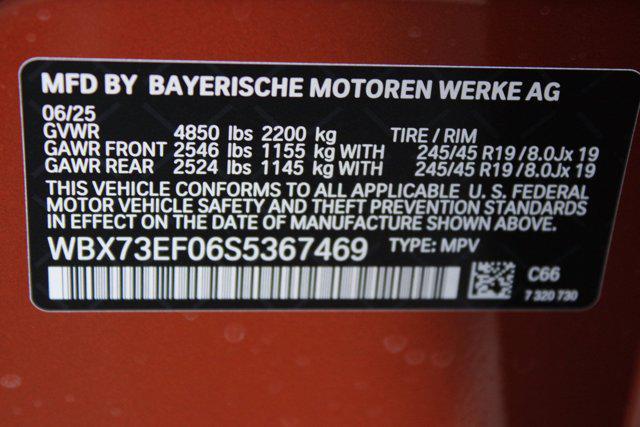 MFD BY BAYERISCHE MOTOREN WERKE AG
06/25
GVWR 4850 lbs 2200 kg TIRE / RIM
GAWR FRONT 2546 lbs 1155 kg WITH 245/45 R19 / 8.0Jx 19
GAWR REAR 2524 lbs 1145 kg WITH 245/45 R19 / 8.0Jx 19
THIS VEHICLE CONFORMS TO ALL APPLICABLE U. S. FEDERAL
MOTOR VEHICLE SAFETY AND THEFT PREVENTION STANDARDS
IN EFFECT ON THE DATE OF MANUFACTURE SHOWN ABOVE.
WBX73EF06S5367469 TYPE: MPV
C66
7 320 730